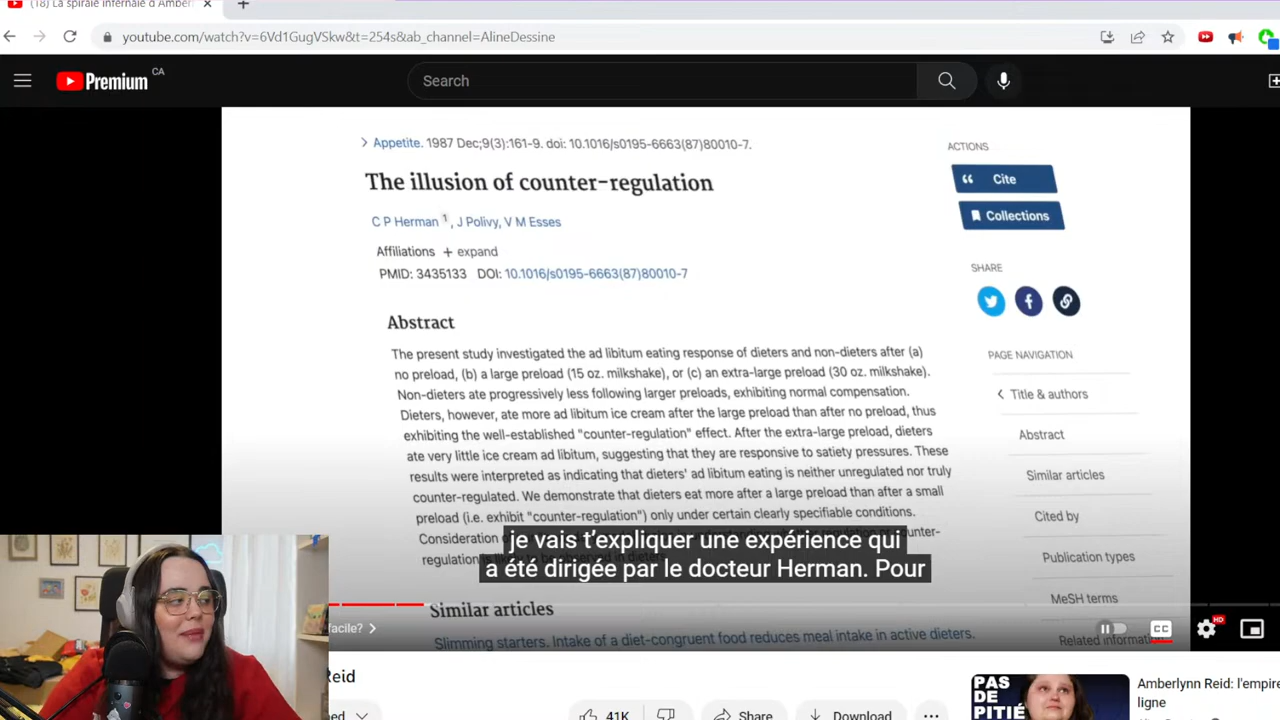 (18) La spirale infernale d'Amber
youtube.com/watch?v=6Vd1GugVSkw&t=254s&ab_channel=AlineDessine
Premium CA
Search
Appetite. 1987 Dec;9(3):161-9. doi: 10.1016/s0195-6663(87)80010-7.
The illusion of counter-regulation
C P Herman 1, J Polivy, V M Esses
Affiliations + expand
PMID: 3435133 DOI: 10.1016/s0195-6663(87)80010-7
Abstract
The present study investigated the ad libitum eating response of dieters and non-dieters after (a)
no preload, (b) a large preload (15 oz. milkshake), or (c) an extra-large preload (30 oz. milkshake).
Non-dieters ate progressively less following larger preloads, exhibiting normal compensation.
Dieters, however, ate more ad libitum ice cream after the large preload than after no preload, thus
exhibiting the well-established "counter-regulation" effect. After the extra-large preload, dieters
ate very little ice cream ad libitum, suggesting that they are responsive to satiety pressures. These
results were interpreted as indicating that dieters' ad libitum eating is neither unregulated nor truly
counter-regulated. We demonstrate that dieters eat more after a large preload than after a small
preload (i.e. exhibit "counter-regulation") only under certain clearly specifiable conditions.
Consideration
counter-
regulation is
je vais t'expliquer une expérience qui
a été dirigée par le docteur Herman. Pour
Similar articles
Slimming starters. Intake of a diet-congruent food reduces meal intake in active dieters.
ACTIONS
Cite
Collections
SHARE
PAGE NAVIGATION
Title & authors
Abstract
Similar articles
Cited by
Publication types
MeSH terms
Related information
facile?
CC
HD
Reid
41K
Share
Download
PAS
DE
PITIÉ
Amberlynn Reid: l'empire
ligne